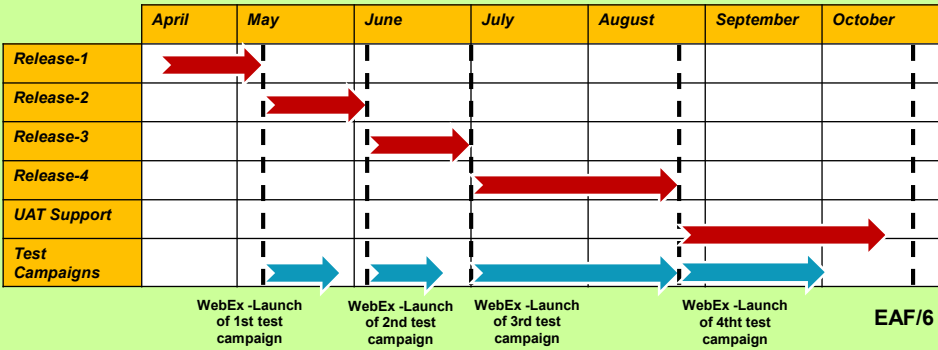 April May June July August September October
Release-1
Release-2
Release-3
Release-4
UAT Support
Test
Campaigns
WebEx -Launch
of 1st test
campaign
WebEx -Launch
of 2nd test
campaign
WebEx -Launch
of 3rd test
campaign
WebEx -Launch
of 4tht test
campaign
EAF/6